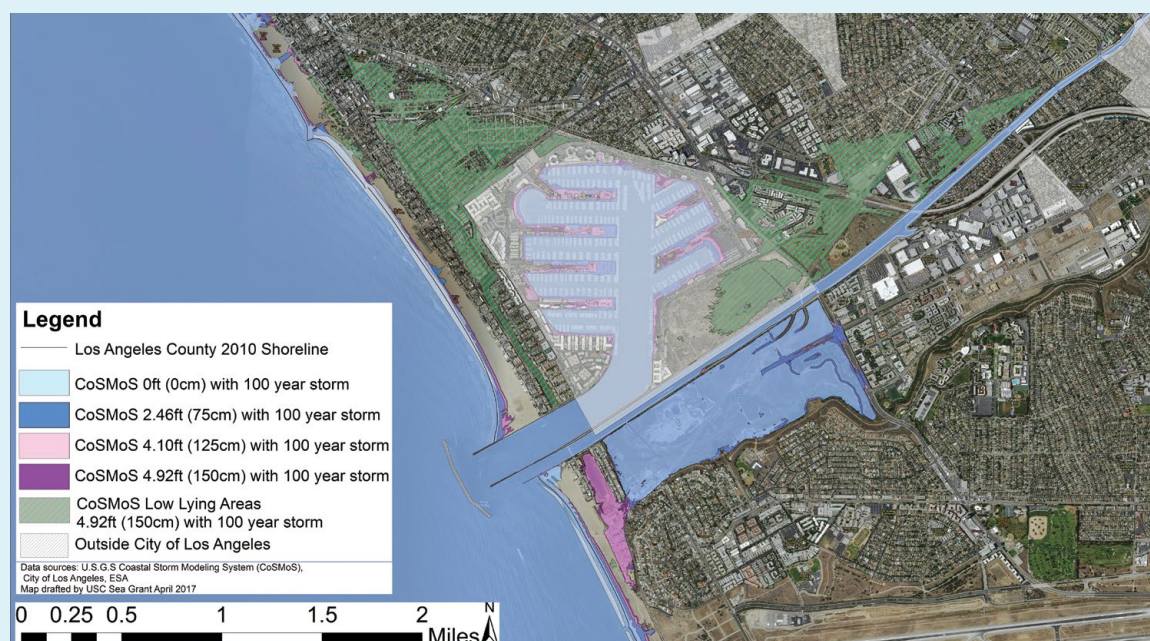 Legend
Los Angeles County 2010 Shoreline
CoSMoS 0ft (0cm) with 100 year storm
CoSMoS 2.46ft (75cm) with 100 year storm
CoSMoS 4.10ft (125cm) with 100 year storm
CoSMoS 4.92ft (150cm) with 100 year storm
CoSMoS Low Lying Areas
4.92ft (150cm) with 100 year storm
Outside City of Los Angeles
Data sources: U.S.G.S Coastal Storm Modeling System (CoSMoS),
City of Los Angeles, ESA
Map drafted by USC Sea Grant April 2017
0 0.25 0.5 1 1.5 2
Miles
N